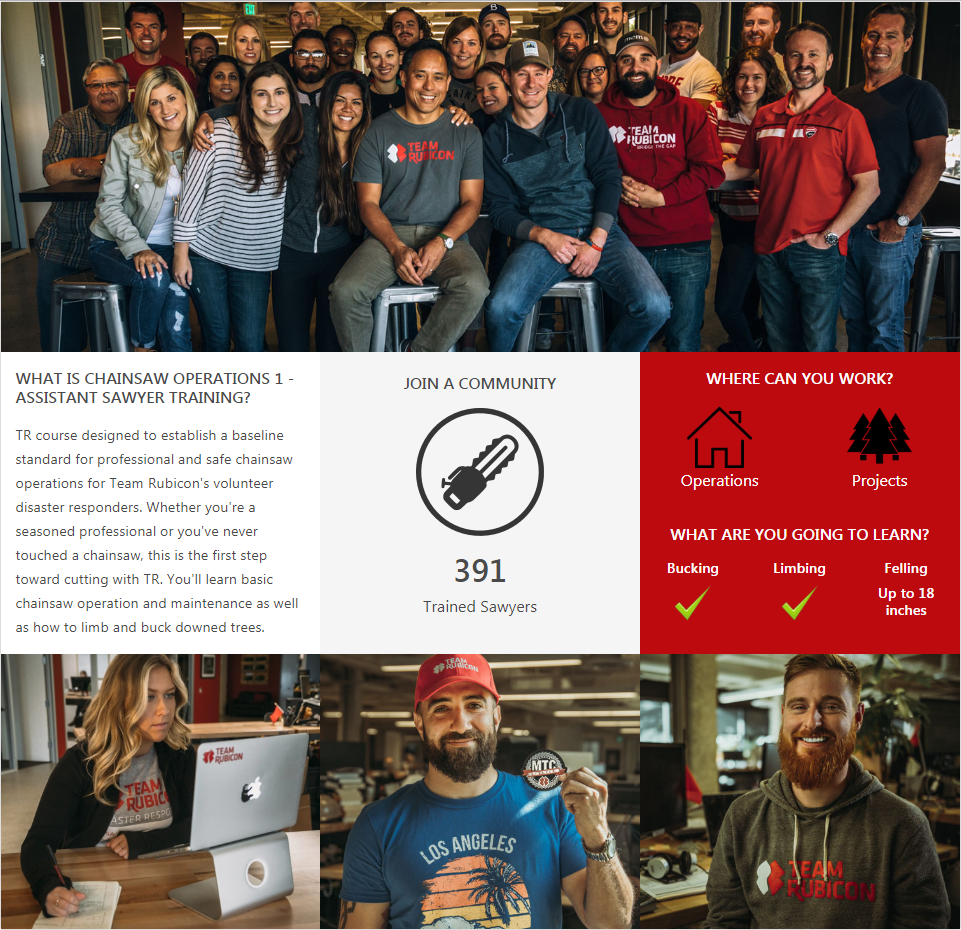 EXIT
B
TEAM
RUBICON
TEAM
RUBICON
BRIDGE THE GAP
WHAT IS CHAINSAW OPERATIONS 1 -
ASSISTANT SAWYER TRAINING?
TR course designed to establish a baseline
standard for professional and safe chainsaw
operations for Team Rubicon's volunteer
disaster responders. Whether you're a
seasoned professional or you've never
touched a chainsaw, this is the first step
toward cutting with TR. You'll learn basic
chainsaw operation and maintenance as well
as how to limb and buck downed trees.
JOIN A COMMUNITY
391
Trained Sawyers
WHERE CAN YOU WORK?
Operations Projects
WHAT ARE YOU GOING TO LEARN?
Bucking Limbing Felling
Up to 18
inches
TEAM
RUBICON
TEAM
RUBIC
ASTER RESPO
TEAM
RUBICON
MTC
LOS ANGELES
TEAM
RUBICON